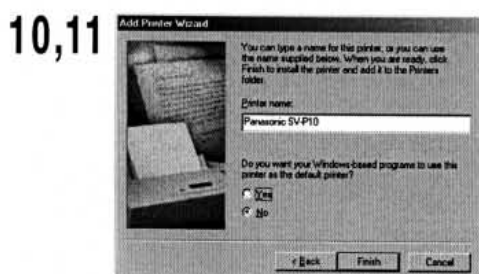 10,11
Add Printer Wizard
You can type a name for this printer, or you can use
the name supplied below. When you are ready, click
Finish to install the printer and add it to the Printers
folder.
Printer name:
Panasonic SV-P10
Do you want your Windows-based programs to use this
printer as the default printer?
Yes
No
< Back Finish Cancel